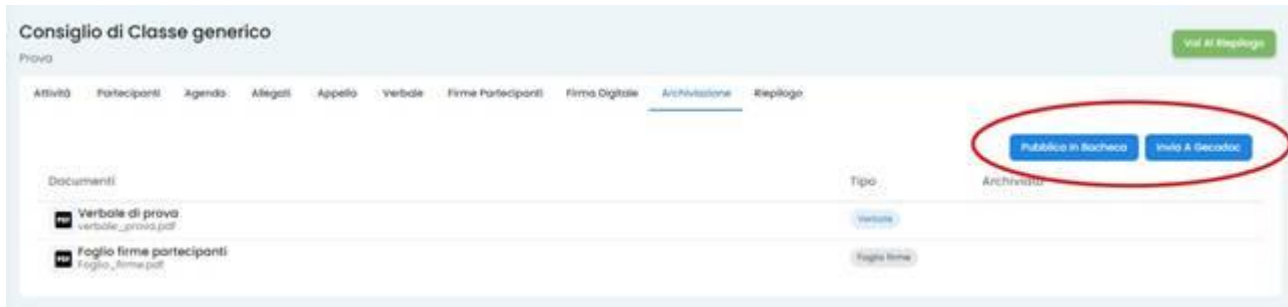 Consiglio di Classe generico
Prova
Vai Al Riepilogo
Attività Partecipanti Agenda Allegati Appello Verbale Firme Partecipanti Firma Digitale Archiviazione Riepilogo
Pubblica In Bacheca Invia A Gecodoc
Documenti Tipo Archiviato
PDF Verbale di prova Verbale
verbale_prova.pdf
PDF Foglio firme partecipanti Foglio firme
Foglio_firme.pdf